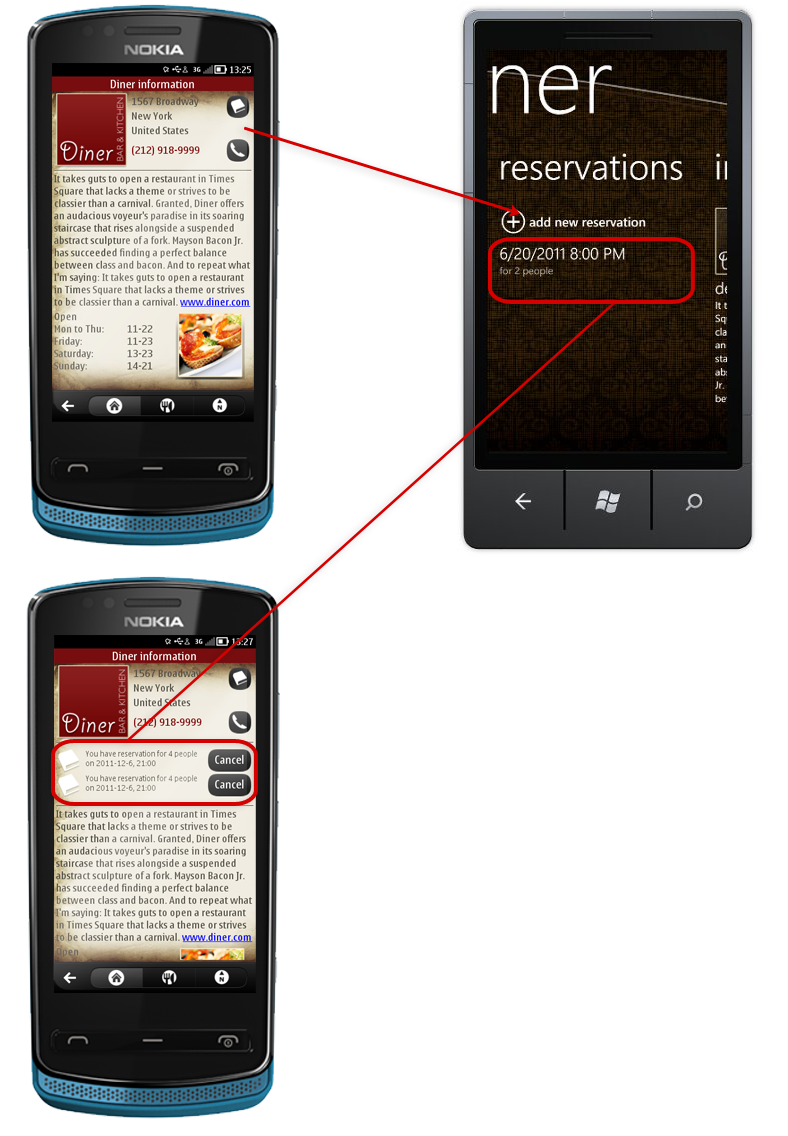 NOKIA
3G 13:25
Diner information
1567 Broadway
New York
United States
(212) 918-9999
Diner
BAR & KITCHEN
It takes guts to open a restaurant in Times
Square that lacks a theme or strives to be
classier than a carnival. Granted, Diner offers
an audacious voyeur's paradise in its soaring
staircase that rises alongside a suspended
abstract sculpture of a fork. Mayson Bacon Jr.
has succeeded finding a perfect balance
between class and bacon. And to repeat what
I'm saying: It takes guts to open a restaurant
in Times Square that lacks a theme or strives
to be classier than a carnival. www.diner.com
Open
Mon to Thu: 11-22
Friday: 11-23
Saturday: 13-23
Sunday: 14-21
N
ner
reservations
add new reservation
6/20/2011 8:00 PM
for 2 people
de
It t
Sq
cla
an
sta
abs
Jr.
be
NOKIA
3G 13:27
Diner information
1567 Broadway
New York
United States
(212) 918-9999
Diner
BAR & KITCHEN
You have reservation for 4 people
on 2011-12-6, 21:00
Cancel
You have reservation for 4 people
on 2011-12-6, 21:00
Cancel
It takes guts to open a restaurant in Times
Square that lacks a theme or strives to be
classier than a carnival. Granted, Diner offers
an audacious voyeur's paradise in its soaring
staircase that rises alongside a suspended
abstract sculpture of a fork. Mayson Bacon Jr.
has succeeded finding a perfect balance
between class and bacon. And to repeat what
I'm saying: It takes guts to open a restaurant
in Times Square that lacks a theme or strives
to be classier than a carnival. www.diner.com
Open
N